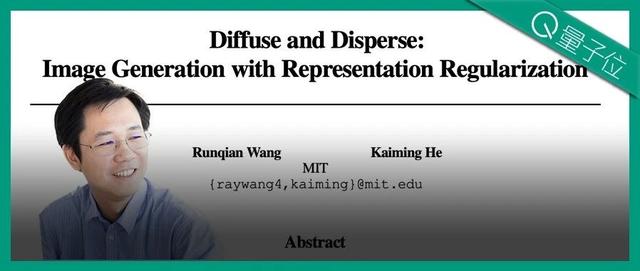 量子位
Diffuse and Disperse:
Image Generation with Representation Regularization
Runqian Wang Kaiming He
MIT
{raywang4,kaiming}@mit.edu
Abstract